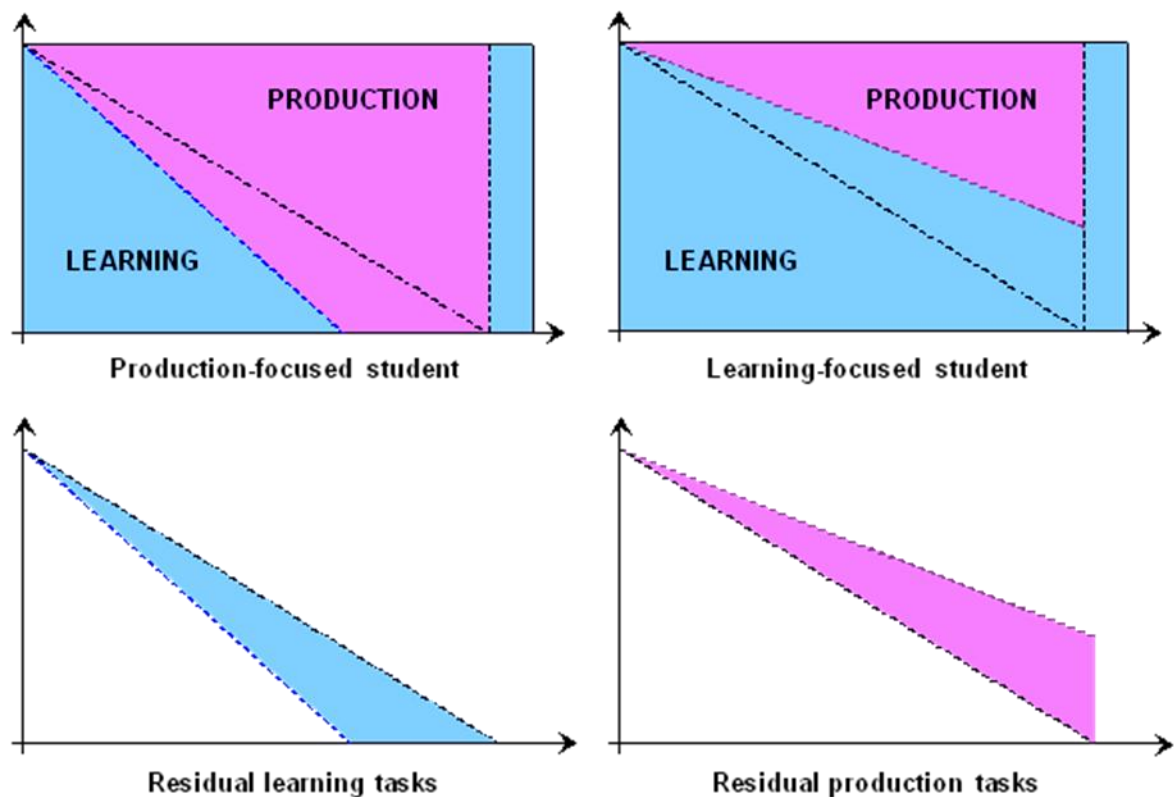 PRODUCTION
LEARNING
Production-focused student
PRODUCTION
LEARNING
Learning-focused student
Residual learning tasks
Residual production tasks